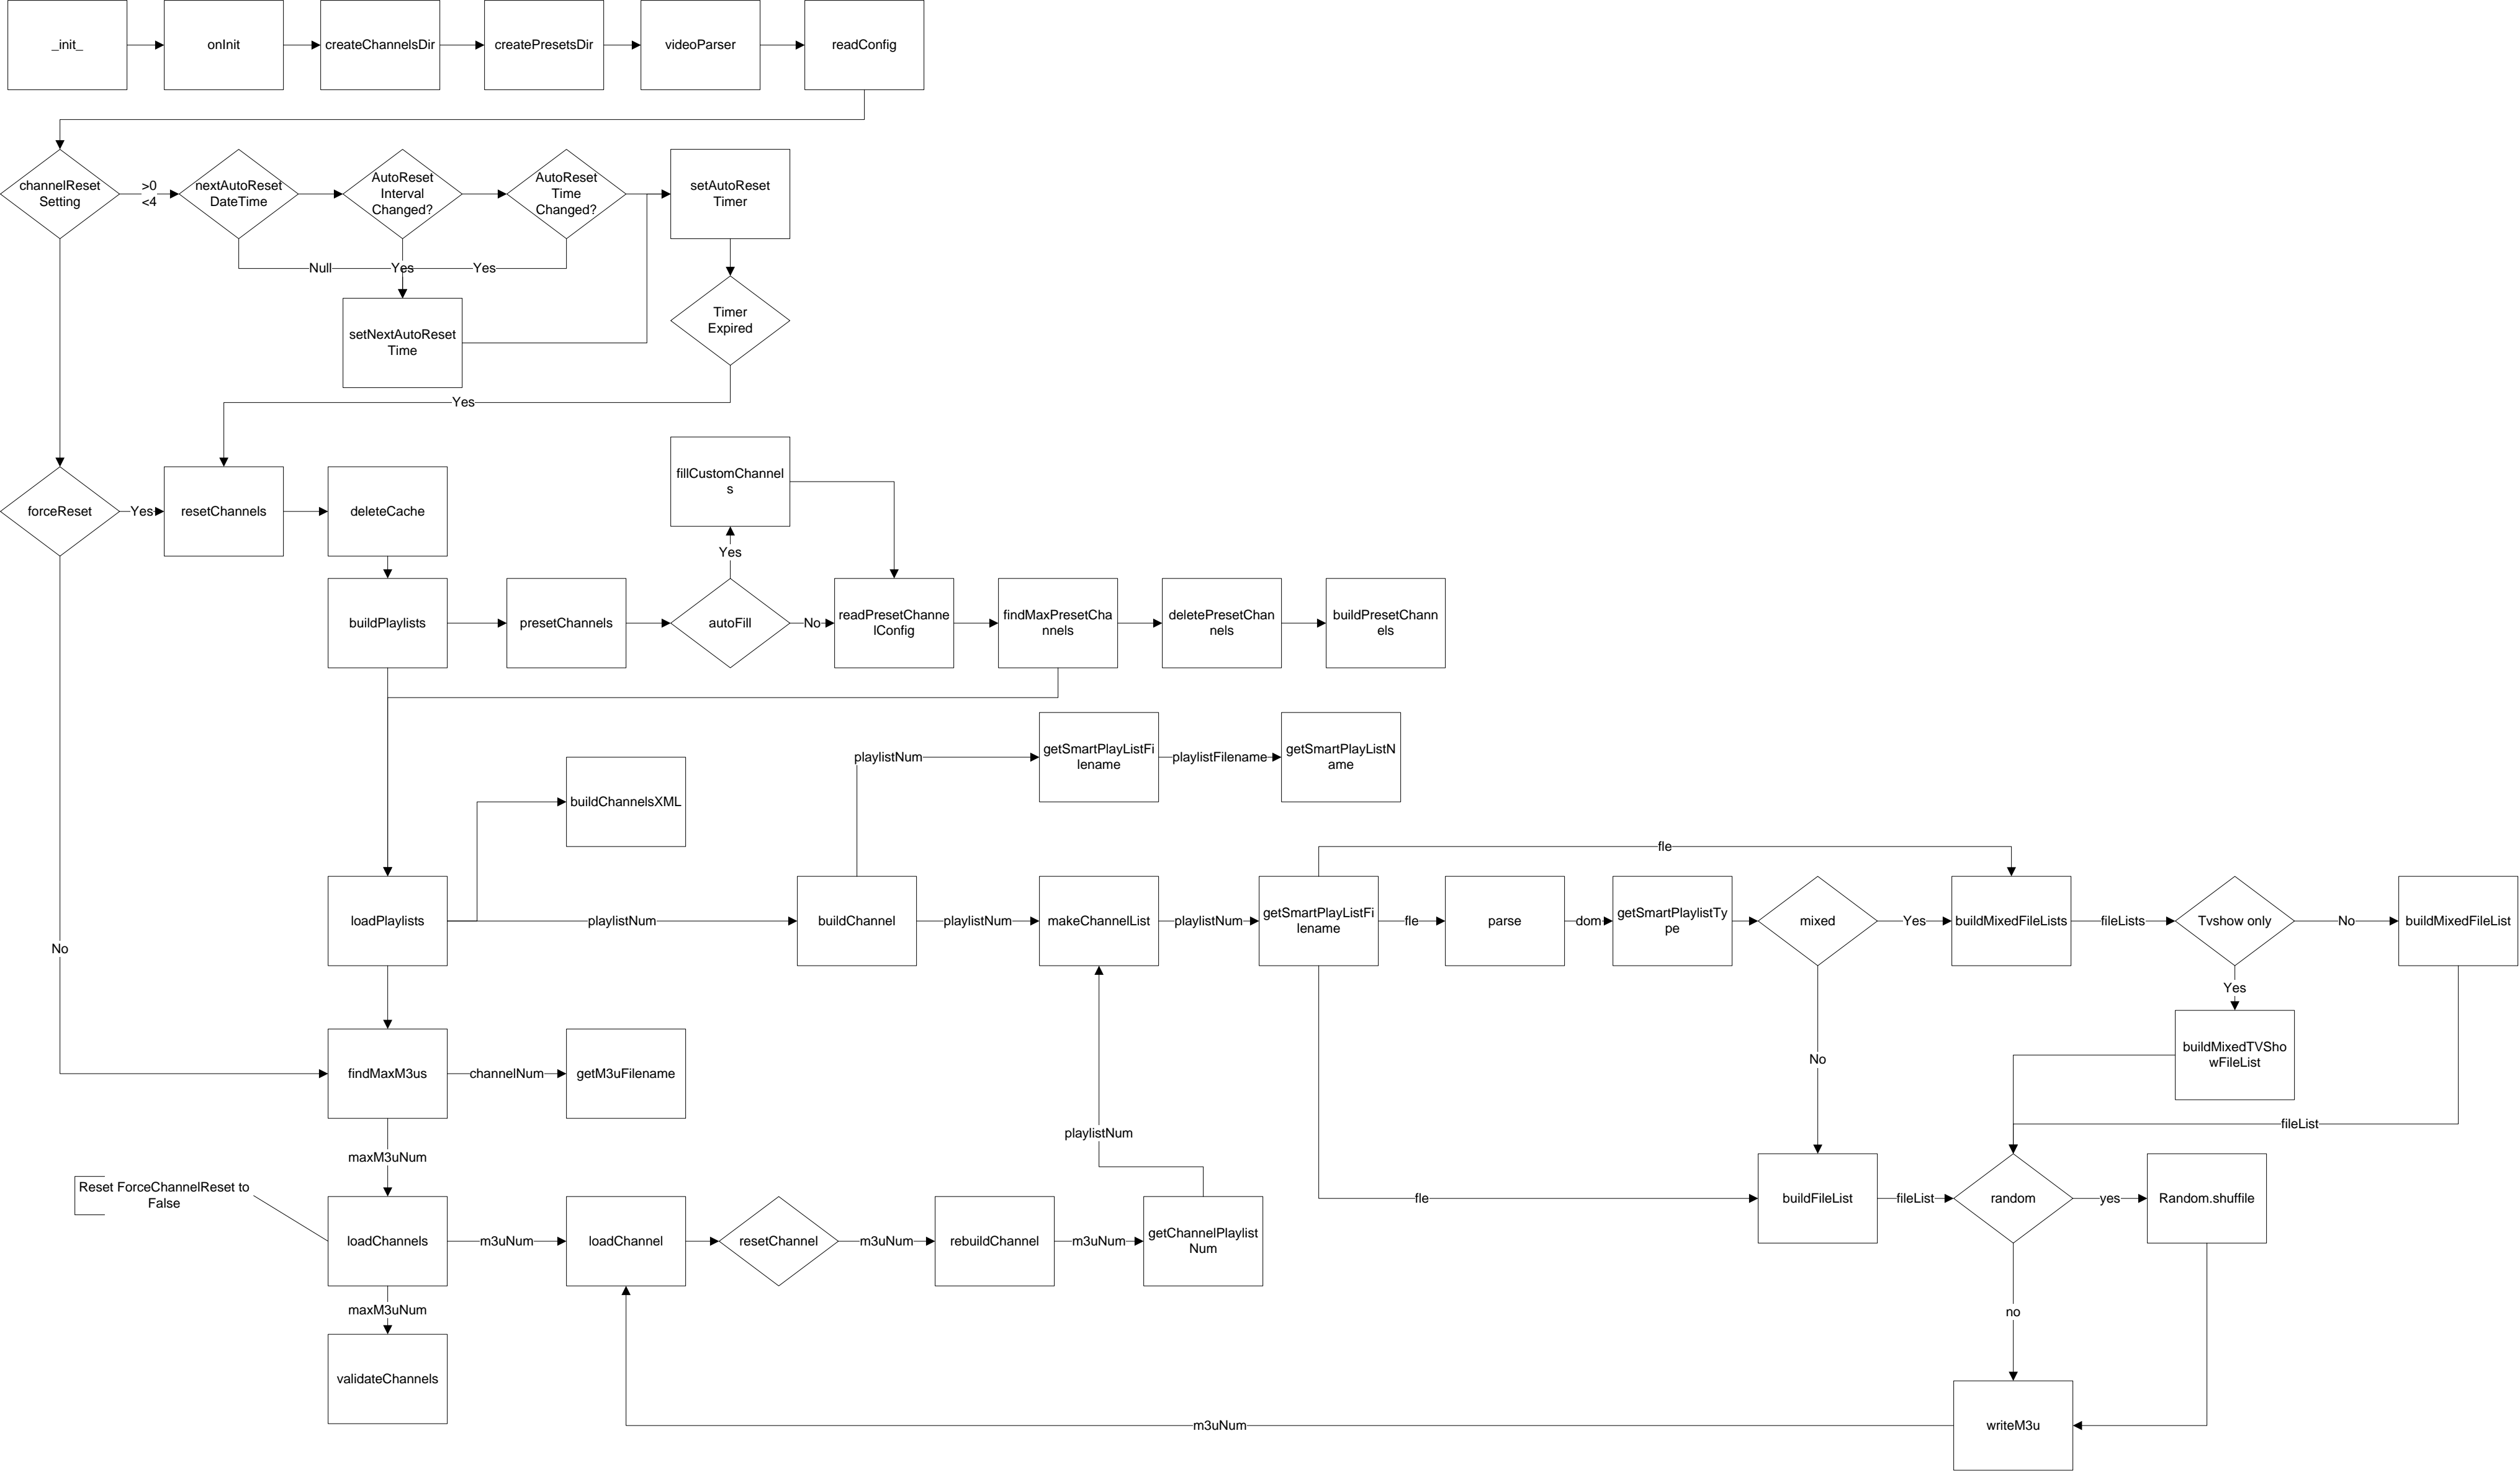 _init_
onInit
createChannelsDir
createPresetsDir
videoParser
readConfig
channelReset
Setting
>0
<4
nextAutoReset
DateTime
AutoReset
Interval
Changed?
AutoReset
Time
Changed?
setAutoReset
Timer
Null
Yes
Yes
setNextAutoReset
Time
Timer
Expired
Yes
fillCustomChannel
s
forceReset
Yes
resetChannels
deleteCache
Yes
buildPlaylists
presetChannels
autoFill
No
readPresetChanne
lConfig
findMaxPresetCha
nnels
deletePresetChan
nels
buildPresetChann
els
playlistNum
getSmartPlayListFi
lename
playlistFilename
getSmartPlayListN
ame
buildChannelsXML
fle
No
loadPlaylists
playlistNum
buildChannel
playlistNum
makeChannelList
playlistNum
getSmartPlayListFi
lename
fle
parse
dom
getSmartPlaylistTy
pe
mixed
Yes
buildMixedFileLists
fileLists
Tvshow only
No
buildMixedFileList
Yes
buildMixedTVSho
wFileList
No
findMaxM3us
channelNum
getM3uFilename
playlistNum
fileList
maxM3uNum
Reset ForceChannelReset to
False
fle
buildFileList
fileList
random
yes
Random.shuffile
loadChannels
m3uNum
loadChannel
resetChannel
m3uNum
rebuildChannel
m3uNum
getChannelPlaylist
Num
maxM3uNum
no
validateChannels
m3uNum
writeM3u